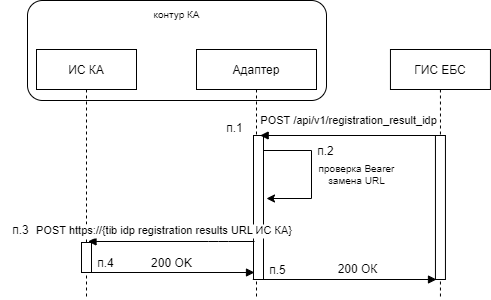 контур КА
ИС КА
Адаптер
ГИС ЕБС
POST /api/v1/registration_result_idp
п.1
п.2
проверка Bearer
замена URL
п.3
POST https://{tib idp registration results URL ИС КА}
п.4
200 OK
п.5
200 OK